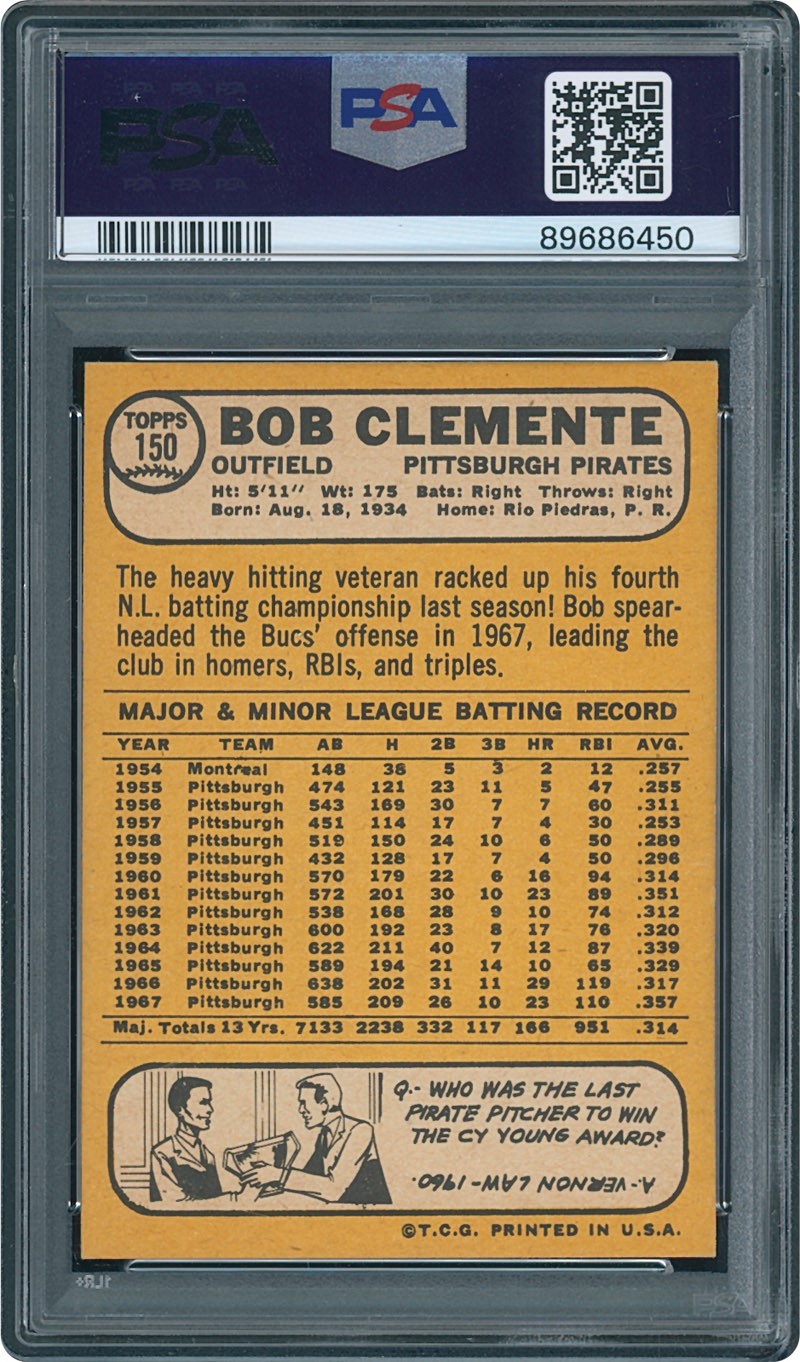 PSA PSA PSA
PSA
PSA PSA PSA
PSA
89686450
TOPPS
150
BOB CLEMENTE
OUTFIELD PITTSBURGH PIRATES
Ht: 5'11" Wt: 175 Bats: Right Throws: Right
Born: Aug. 18, 1934 Home: Rio Piedras, P. R.
The heavy hitting veteran racked up his fourth
N.L. batting championship last season! Bob spear-
headed the Bucs' offense in 1967, leading the
club in homers, RBIs, and triples.
MAJOR & MINOR LEAGUE BATTING RECORD
YEAR TEAM AB H 2B 3B HR RBI AVG.
1954 Montreal 148 38 5 3 2 12 .257
1955 Pittsburgh 474 121 23 11 5 47 .255
1956 Pittsburgh 543 169 30 7 7 60 .311
1957 Pittsburgh 451 114 17 7 4 30 .253
1958 Pittsburgh 519 150 24 10 6 50 .289
1959 Pittsburgh 432 128 17 7 4 50 .296
1960 Pittsburgh 570 179 22 6 16 94 .314
1961 Pittsburgh 572 201 30 10 23 89 .351
1962 Pittsburgh 538 168 28 9 10 74 .312
1963 Pittsburgh 600 192 23 8 17 76 .320
1964 Pittsburgh 622 211 40 7 12 87 .339
1965 Pittsburgh 589 194 21 14 10 65 .329
1966 Pittsburgh 638 202 31 11 29 119 .317
1967 Pittsburgh 585 209 26 10 23 110 .357
Maj. Totals 13 Yrs. 7133 2238 332 117 166 951 .314
Q.- WHO WAS THE LAST
PIRATE PITCHER TO WIN
THE CY YOUNG AWARD?
A.- VERNON LAW - 1960.
©T.C.G. PRINTED IN U.S.A.
1LR+
PSA